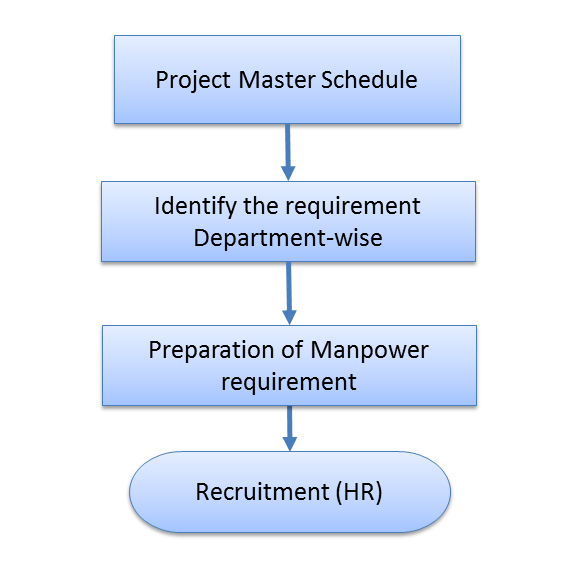 Project Master Schedule
Identify the requirement
Department-wise
Preparation of Manpower
requirement
Recruitment (HR)